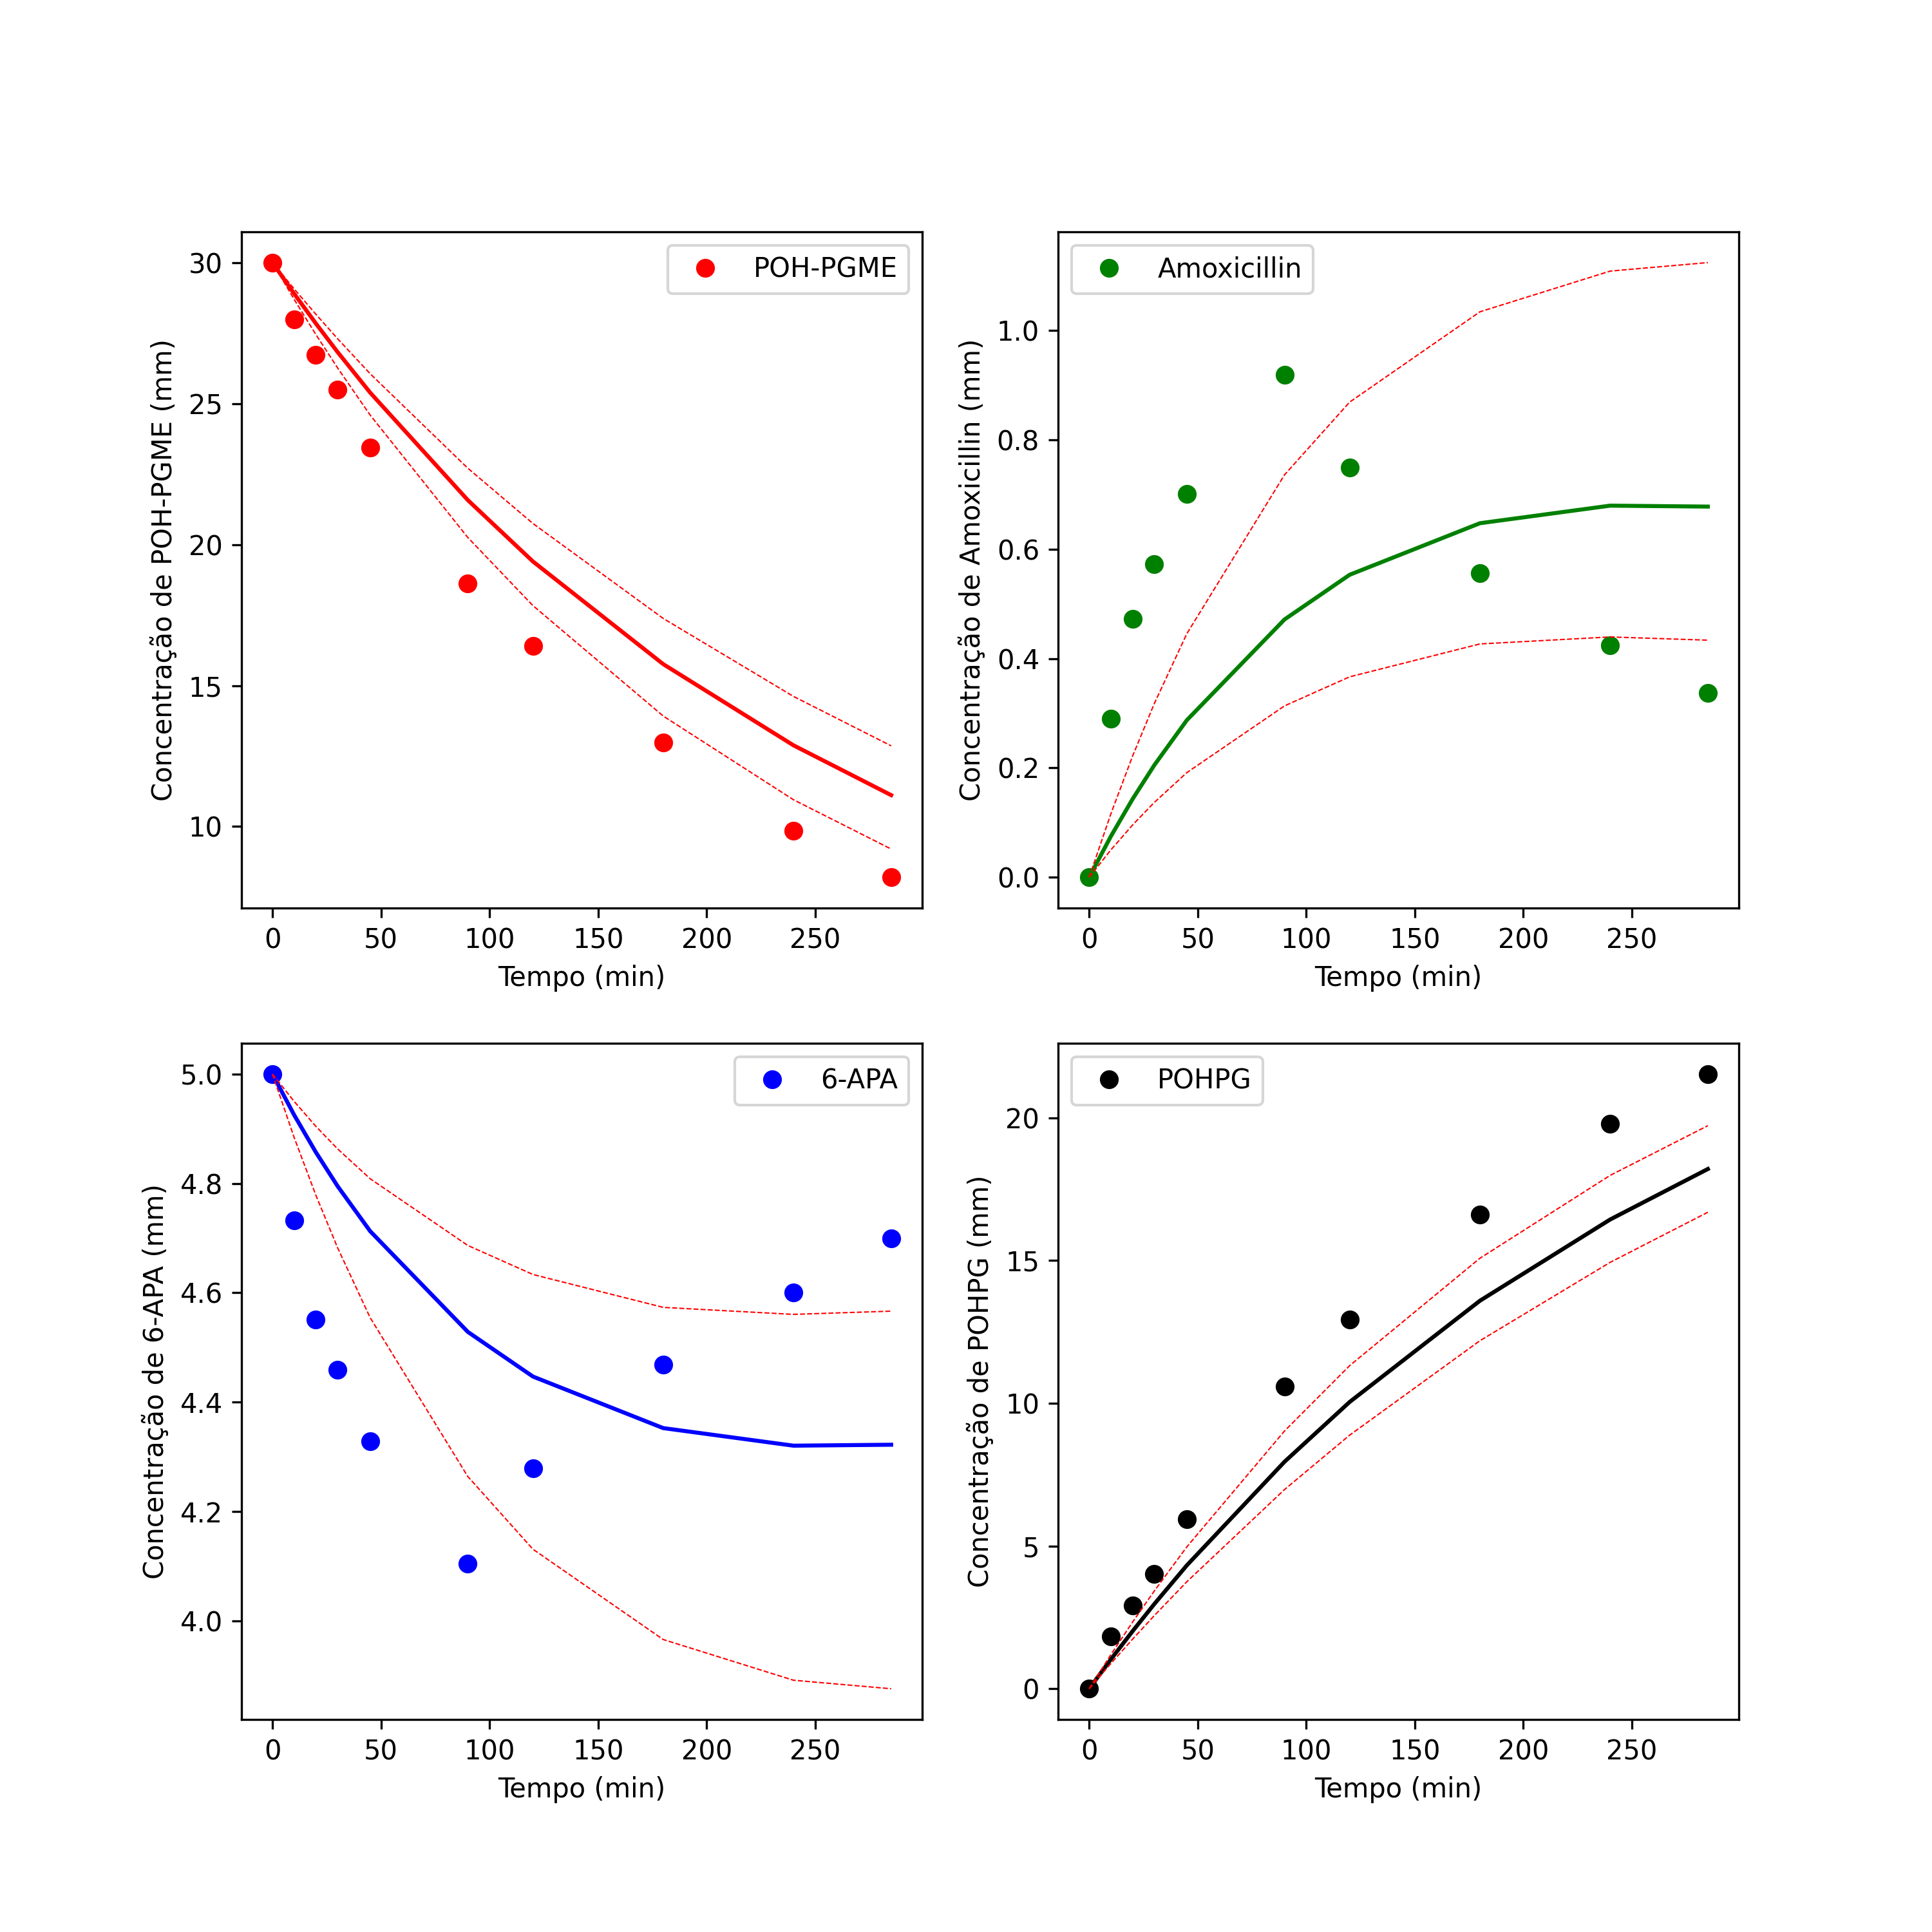 POH-PGME
Concentração de POH-PGME (mm)
30
25
20
15
10
0 50 100 150 200 250
Tempo (min)
Amoxicillin
Concentração de Amoxicillin (mm)
1.0
0.8
0.6
0.4
0.2
0.0
0 50 100 150 200 250
Tempo (min)
6-APA
Concentração de 6-APA (mm)
5.0
4.8
4.6
4.4
4.2
4.0
0 50 100 150 200 250
Tempo (min)
POHPG
Concentração de POHPG (mm)
20
15
10
5
0
0 50 100 150 200 250
Tempo (min)